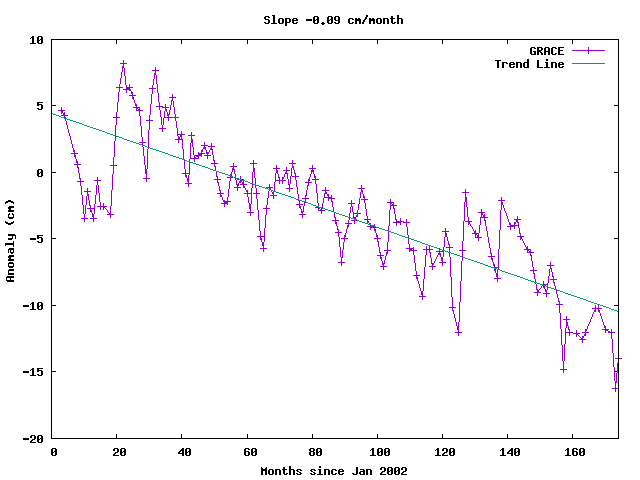 Slope -0.09 cm/month
GRACE
Trend Line
10
5
0
-5
-10
-15
-20
Anomaly (cm)
0 20 40 60 80 100 120 140 160
Months since Jan 2002